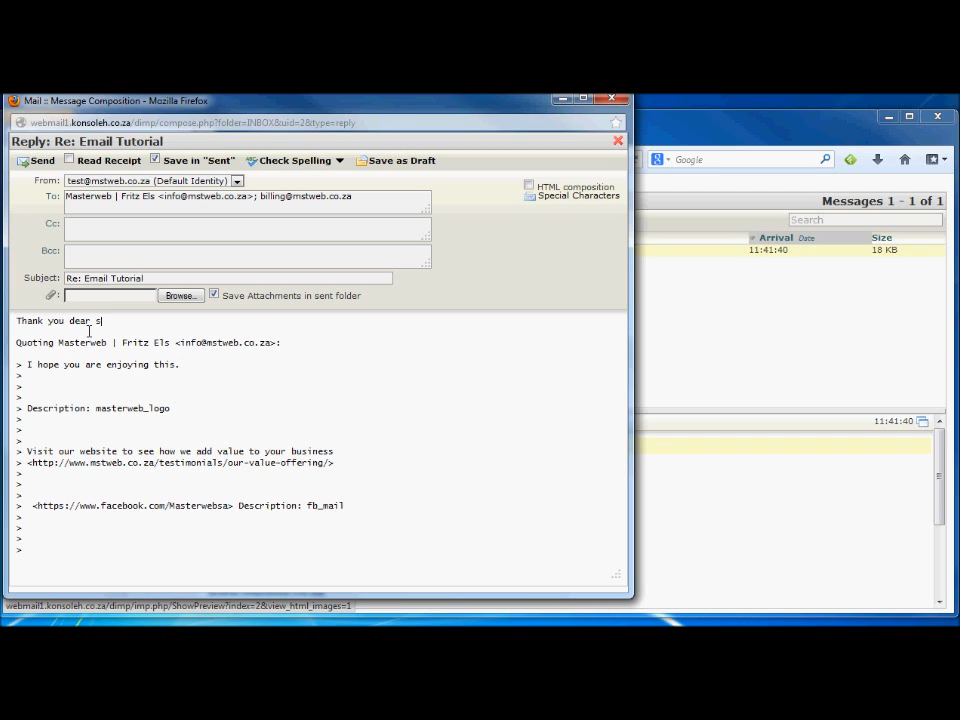 Mail :: Message Composition - Mozilla Firefox
webmail1.konsoleh.co.za/dimp/compose.php?folder=INBOX&uid=2&type=reply
Reply: Re: Email Tutorial
Send Read Receipt Save in "Sent" Check Spelling Save as Draft
Google
From: test@mstweb.co.za (Default Identity)
HTML composition
To: Masterweb | Fritz Els <info@mstweb.co.za>; billing@mstweb.co.za
Special Characters
Messages 1 - 1 of 1
Search
Cc:
Arrival Date Size
Bcc:
11:41:40 18 KB
Subject: Re: Email Tutorial
Browse... Save Attachments in sent folder
Thank you dear s
Quoting Masterweb | Fritz Els <info@mstweb.co.za>:
> I hope you are enjoying this.
>
>
>
> Description: masterweb_logo
>
>
>
11:41:40
> Visit our website to see how we add value to your business
> <http://www.mstweb.co.za/testimonials/our-value-offering/>
>
>
>
> <https://www.facebook.com/Masterwebsa> Description: fb_mail
>
>
>
>
webmail1.konsoleh.co.za/dimp/imp.php/ShowPreview?index=2&view_html_images=1